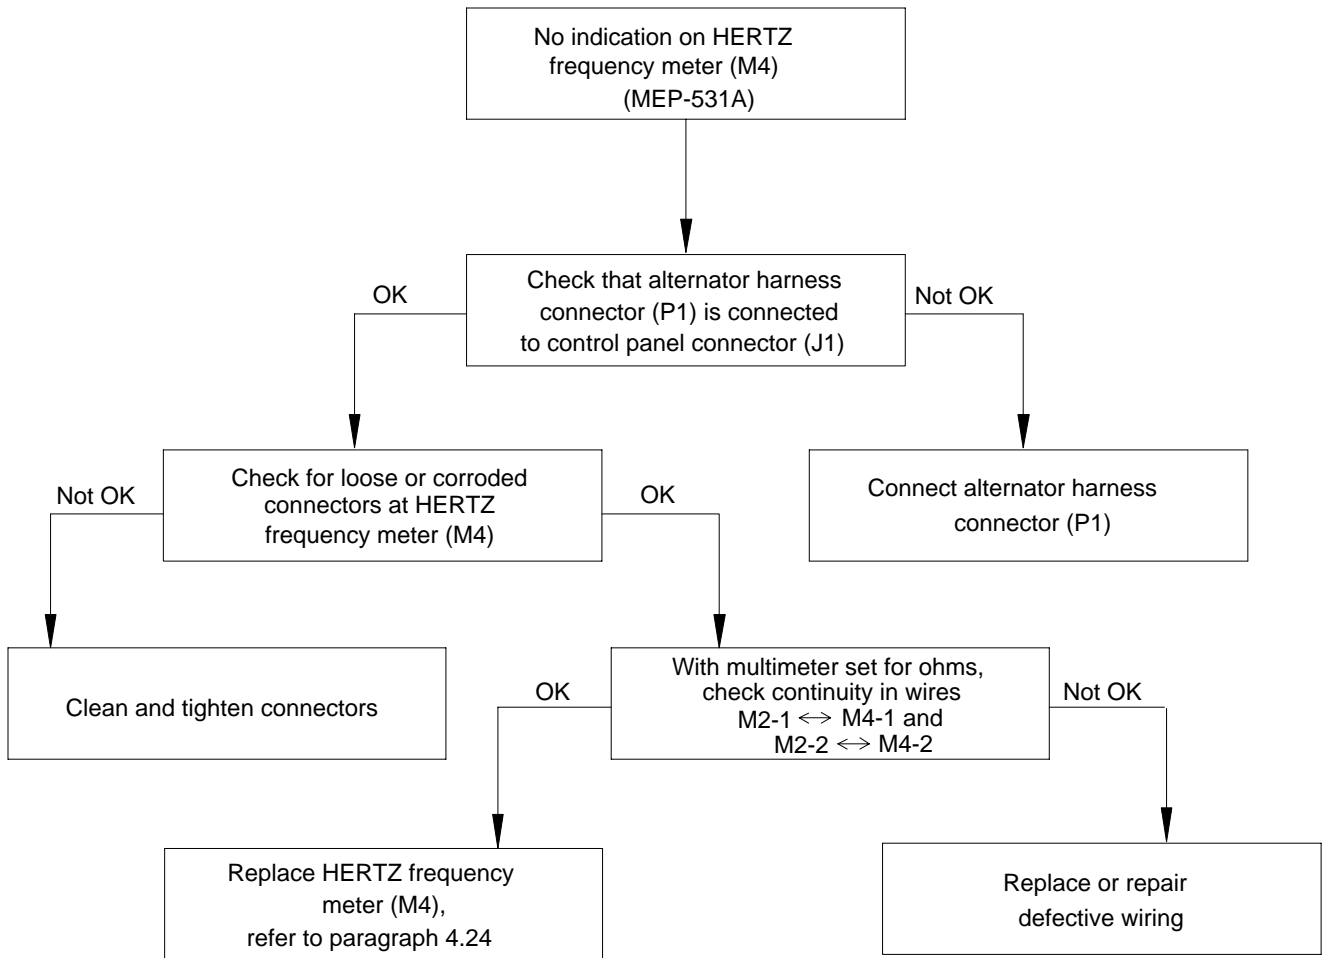 No indication on HERTZ
frequency meter (M4)
(MEP-531A)
Check that alternator harness
connector (P1) is connected
to control panel connector (J1)
OK
Not OK
Check for loose or corroded
connectors at HERTZ
frequency meter (M4)
Not OK
OK
Connect alternator harness
connector (P1)
Clean and tighten connectors
With multimeter set for ohms,
check continuity in wires
M2-1 ↔ M4-1 and
M2-2 ↔ M4-2
OK
Not OK
Replace HERTZ frequency
meter (M4),
refer to paragraph 4.24
Replace or repair
defective wiring